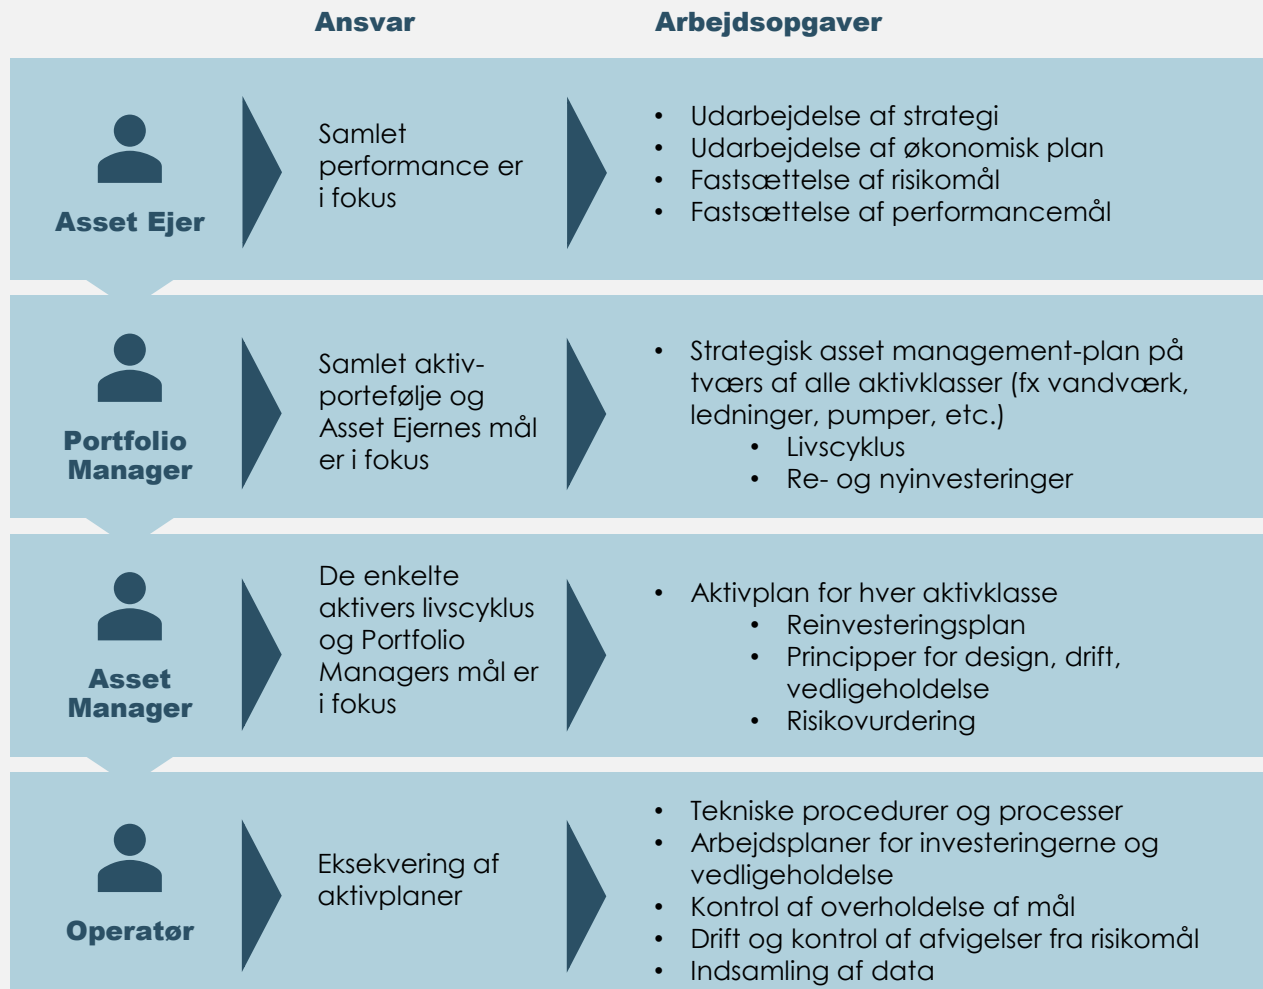 Ansvar
Arbejdsopgaver
Asset Ejer
Samlet
performance er
i fokus
• Udarbejdelse af strategi
• Udarbejdelse af økonomisk plan
• Fastsættelse af risikomål
• Fastsættelse af performancemål
Portfolio
Manager
Samlet aktiv-
portefølje og
Asset Ejernes mål
er i fokus
• Strategisk asset management-plan på
tværs af alle aktivklasser (fx vandværk,
ledninger, pumper, etc.)
• Livscyklus
• Re- og nyinvesteringer
Asset
Manager
De enkelte
aktivers livscyklus
og Portfolio
Managers mål er
i fokus
• Aktivplan for hver aktivklasse
• Reinvesteringsplan
• Principper for design, drift,
vedligeholdelse
• Risikovurdering
Operatør
Eksekvering af
aktivplaner
• Tekniske procedurer og processer
• Arbejdsplaner for investeringerne og
vedligeholdelse
• Kontrol af overholdelse af mål
• Drift og kontrol af afvigelser fra risikomål
• Indsamling af data